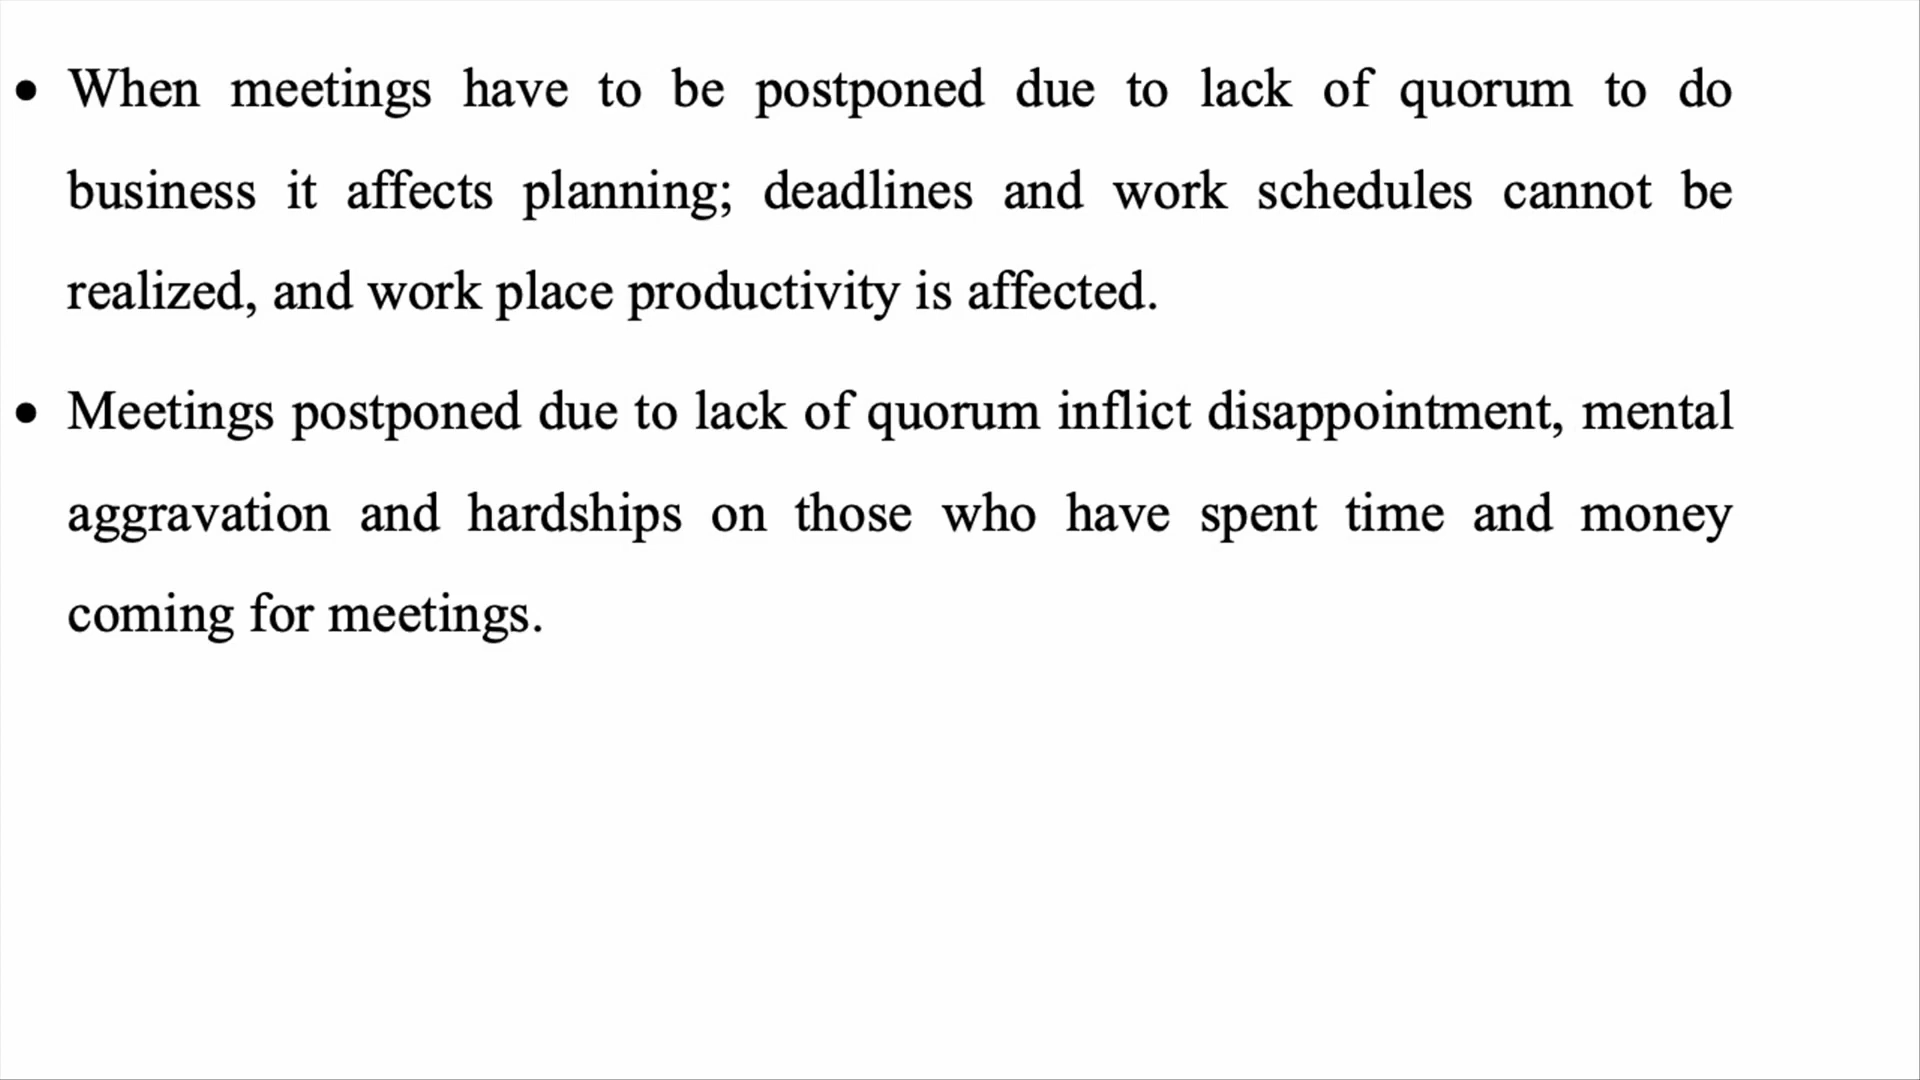 • When meetings have to be postponed due to lack of quorum to do
business it affects planning; deadlines and work schedules cannot be
realized, and work place productivity is affected.
• Meetings postponed due to lack of quorum inflict disappointment, mental
aggravation and hardships on those who have spent time and money
coming for meetings.